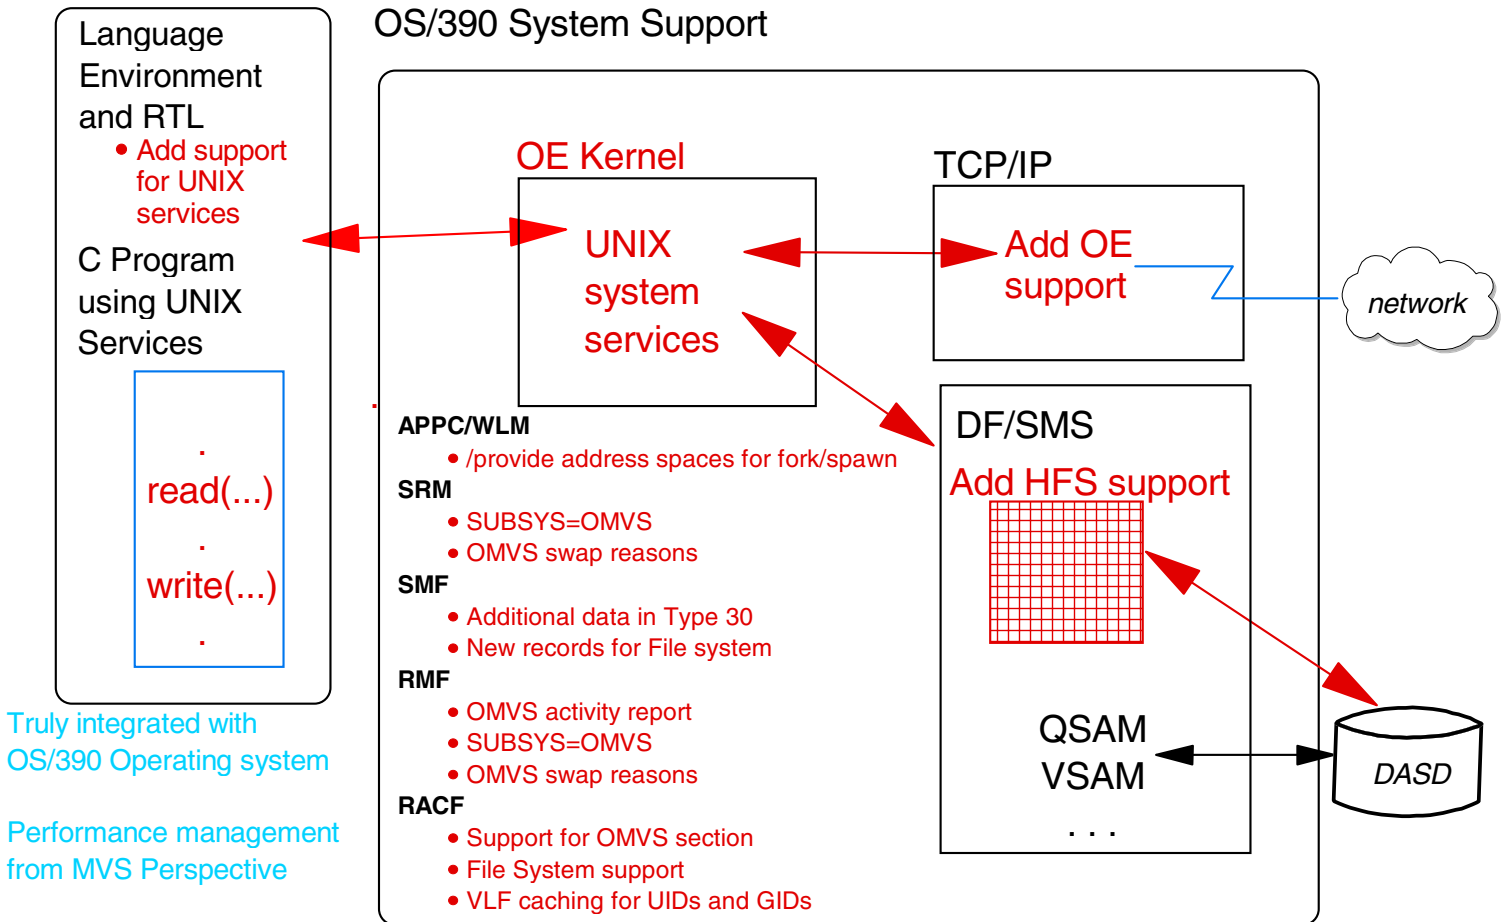 OS/390 System Support
Language
Environment
and RTL
• Add support
for UNIX
services
C Program
using UNIX
Services
.
read(...)
.
write(...)
.
Truly integrated with
OS/390 Operating system
Performance management
from MVS Perspective
OE Kernel
UNIX
system
services
TCP/IP
Add OE
support
network
.
APPC/WLM
• /provide address spaces for fork/spawn
SRM
• SUBSYS=OMVS
• OMVS swap reasons
SMF
• Additional data in Type 30
• New records for File system
RMF
• OMVS activity report
• SUBSYS=OMVS
• OMVS swap reasons
RACF
• Support for OMVS section
• File System support
• VLF caching for UIDs and GIDs
DF/SMS
Add HFS support
QSAM
VSAM
. . .
DASD